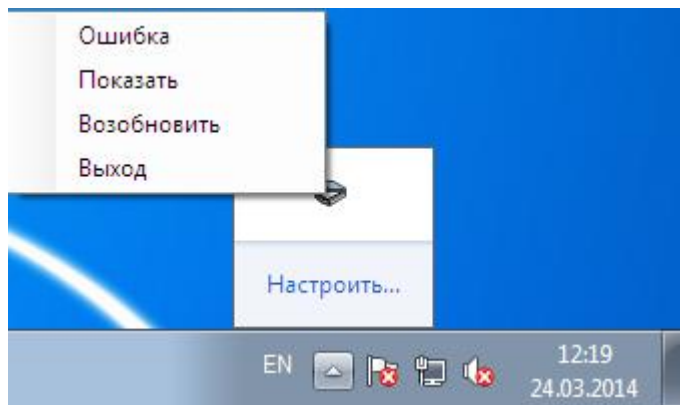 Ошибка
Показать
Возобновить
Выход
Настроить...
EN
12:19
24.03.2014